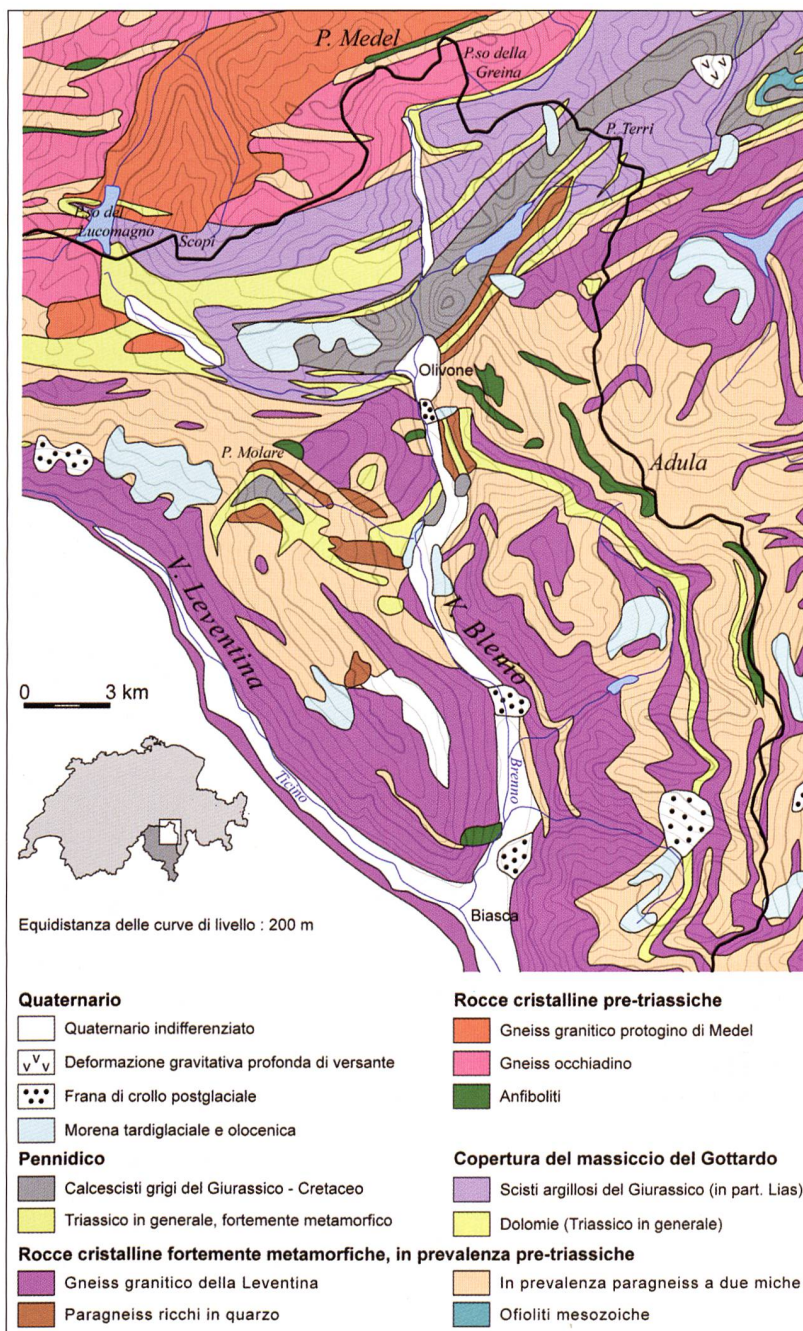 P. Medel
P.so della
Greina
P. Terri
P.so del
Lucomagno
Scopi
Olivone
P. Molare
Adula
V. Leventina
V. Blenio
0 3 km
Ticino
Brenno
Biasca
Equidistanza delle curve di livello : 200 m
Quaternario
Quaternario indifferenziato
v v v Deformazione gravitativa profonda di versante
Frana di crollo postglaciale
Morena tardiglaciale e olocenica
Rocce cristalline pre-triassiche
Gneiss granitico protogino di Medel
Gneiss occhiadino
Anfiboliti
Pennidico
Calcescisti grigi del Giurassico - Cretaceo
Triassico in generale, fortemente metamorfico
Copertura del massiccio del Gottardo
Scisti argillosi del Giurassico (in part. Lias)
Dolomie (Triassico in generale)
Rocce cristalline fortemente metamorfiche, in prevalenza pre-triassiche
Gneiss granitico della Leventina
Paragneiss ricchi in quarzo
In prevalenza paragneiss a due miche
Ofioliti mesozoiche